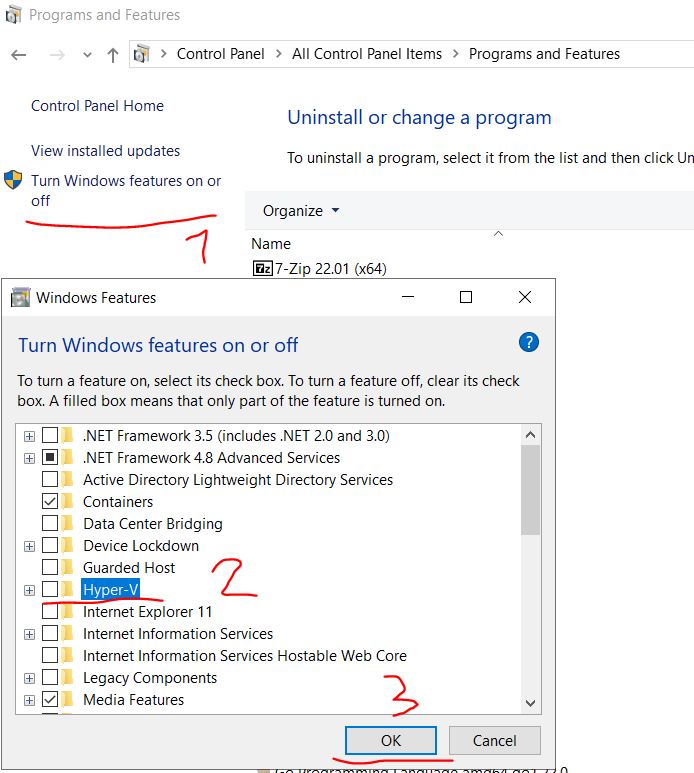 Programs and Features
Control Panel > All Control Panel Items > Programs and Features
Control Panel Home
View installed updates
Turn Windows features on or
off
1
Uninstall or change a program
To uninstall a program, select it from the list and then click Un
Organize
Name
7z 7-Zip 22.01 (x64)
Windows Features
Turn Windows features on or off
?
To turn a feature on, select its check box. To turn a feature off, clear its check
box. A filled box means that only part of the feature is turned on.
.NET Framework 3.5 (includes .NET 2.0 and 3.0)
.NET Framework 4.8 Advanced Services
Active Directory Lightweight Directory Services
Containers
Data Center Bridging
Device Lockdown
Guarded Host
Hyper-V
2
Internet Explorer 11
Internet Information Services
Internet Information Services Hostable Web Core
Legacy Components
Media Features
3
OK
Cancel
Go Programming Language amd64 go1